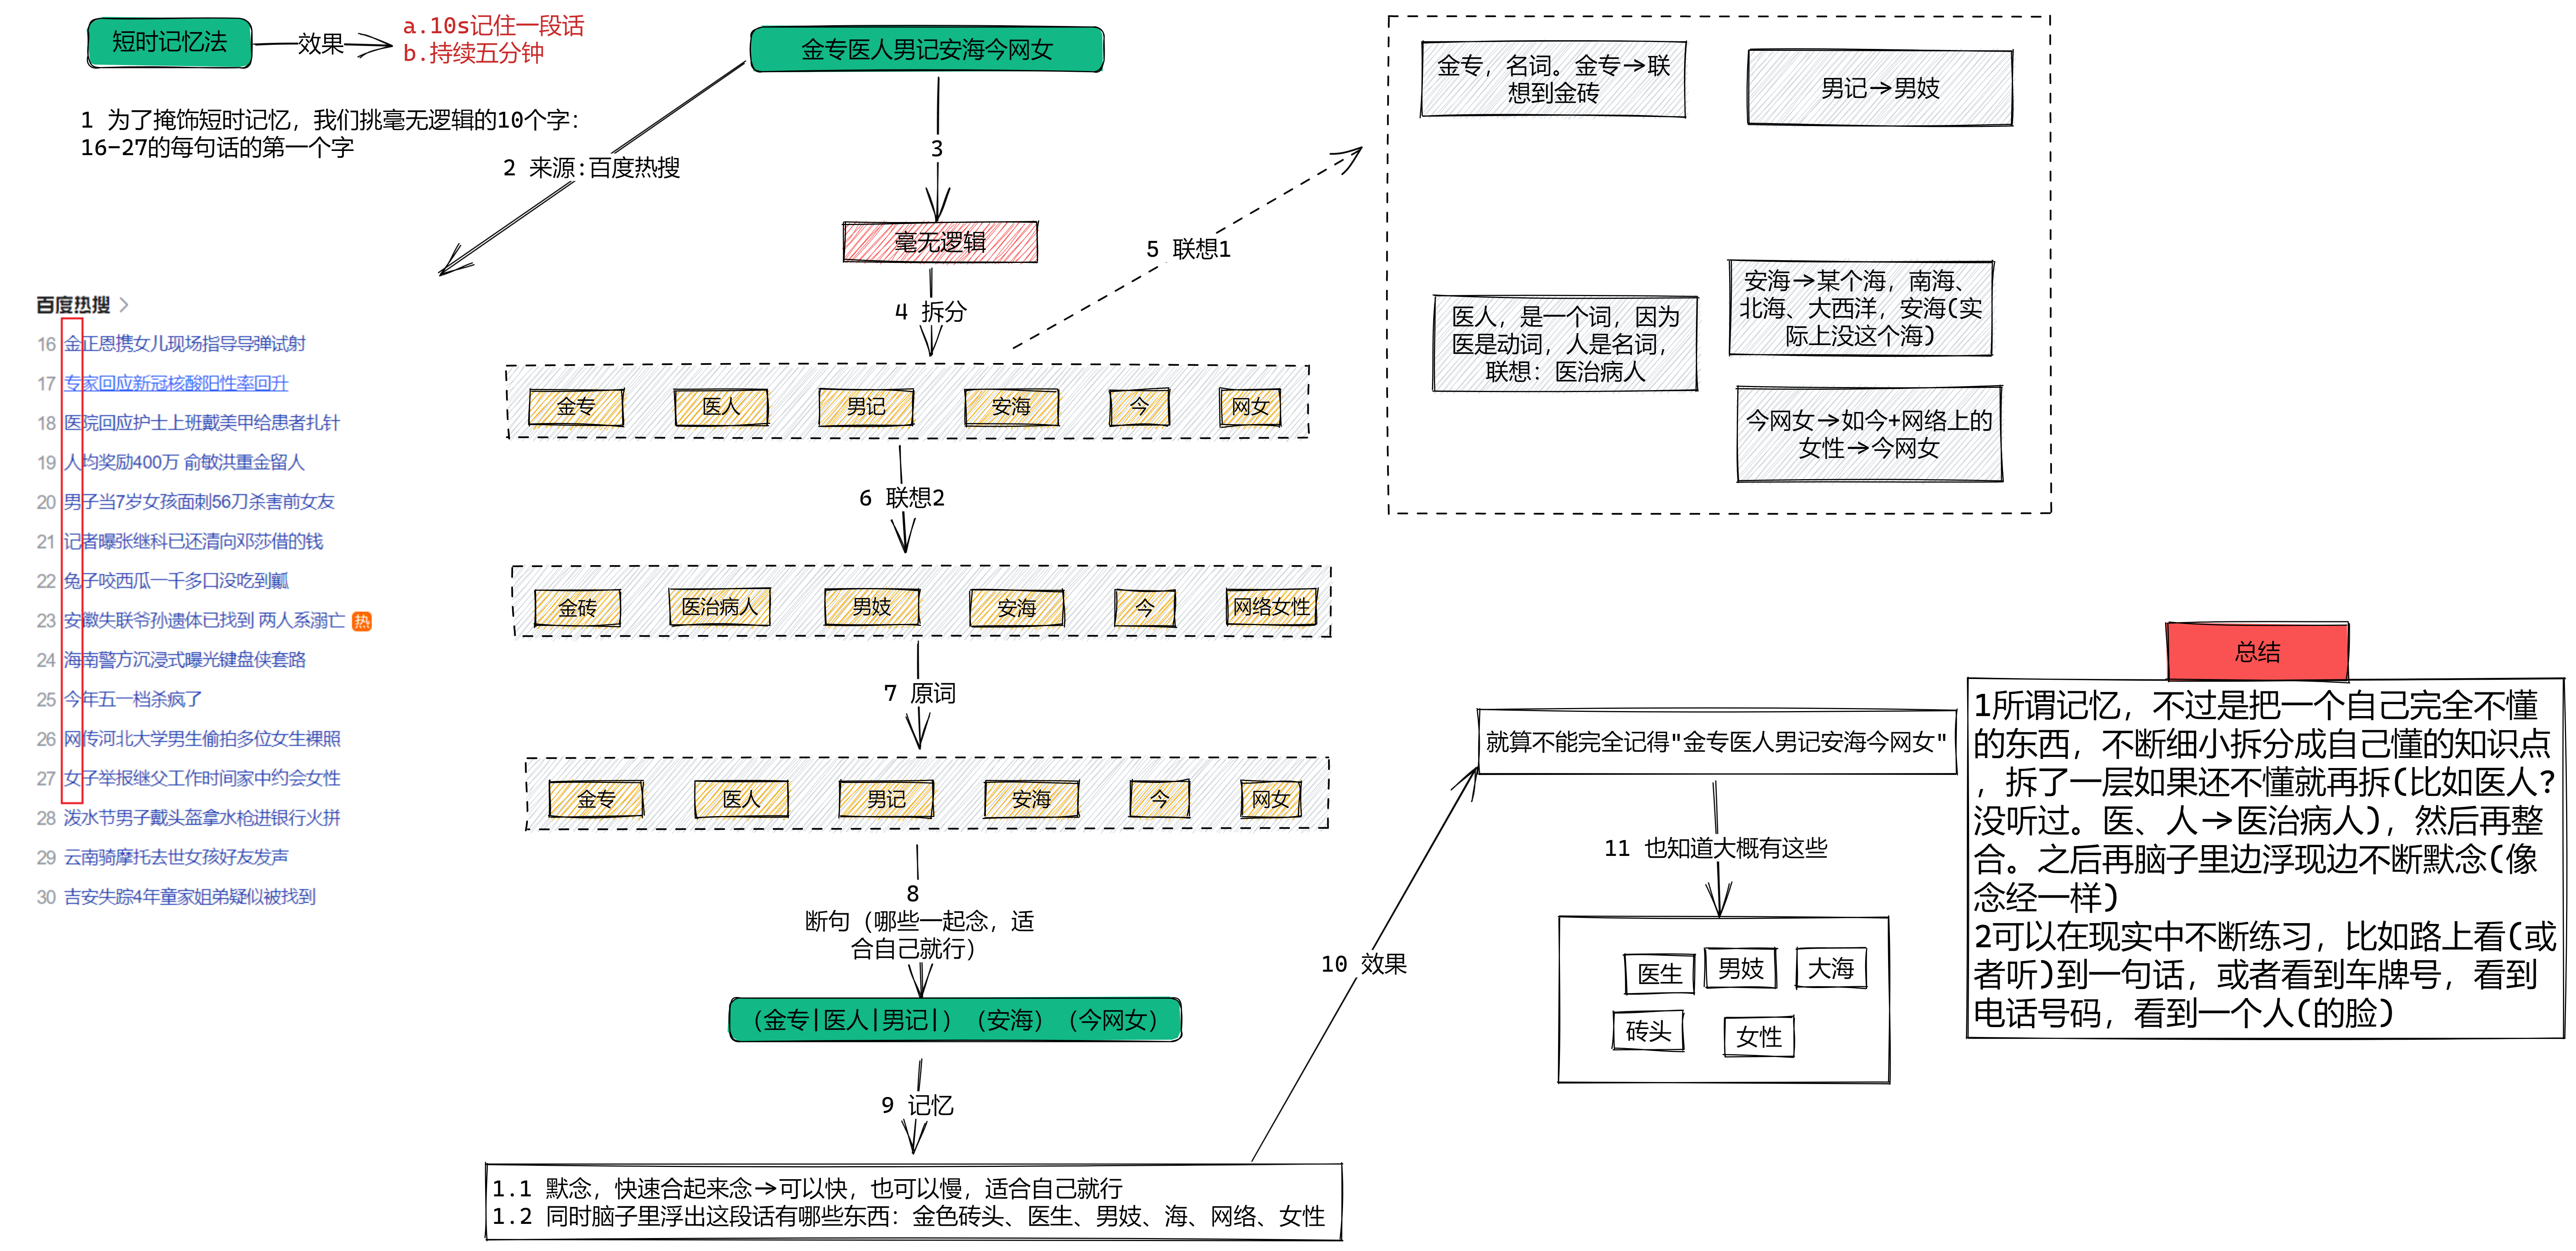 短时记忆法
效果
a.10s记住一段话
b.持续五分钟
1 为了掩饰短时记忆，我们挑毫无逻辑的10个字：
16-27的每句话的第一个字
金专医人男记安海今网女
2 来源:百度热搜
3
毫无逻辑
4 拆分
5 联想1
金专，名词。金专→联
想到金砖
男记→男妓
医人，是一个词，因为
医是动词，人是名词，
联想：医治病人
安海→某个海，南海、
北海、大西洋，安海(实
际上没这个海)
今网女→如今+网络上的
女性→今网女
百度热搜 >
16 金正恩携女儿现场指导导弹试射
17 专家回应新冠核酸阳性率回升
18 医院回应护士上班戴美甲给患者扎针
19 人均奖励400万 俞敏洪重金留人
20 男子当7岁女孩面刺56刀杀害前女友
21 记者曝张继科已还清向邓莎借的钱
22 兔子咬西瓜一千多口没吃到瓤
23 安徽失联爷孙遗体已找到 两人系溺亡 热
24 海南警方沉浸式曝光键盘侠套路
25 今年五一档杀疯了
26 网传河北大学男生偷拍多位女生裸照
27 女子举报继父工作时间家中约会女性
28 泼水节男子戴头盔拿水枪进银行火拼
29 云南骑摩托去世女孩好友发声
30 吉安失踪4年童家姐弟疑似被找到
金专 医人 男记 安海 今 网女
6 联想2
金砖 医治病人 男妓 安海 今 网络女性
7 原词
金专 医人 男记 安海 今 网女
8
断句（哪些一起念，适
合自己就行）
（金专|医人|男记|）（安海）（今网女）
9 记忆
1.1 默念，快速合起来念→可以快，也可以慢，适合自己就行
1.2 同时脑子里浮出这段话有哪些东西：金色砖头、医生、男妓、海、网络、女性
10 效果
就算不能完全记得"金专医人男记安海今网女"
11 也知道大概有这些
医生 男妓 大海
砖头 女性
总结
1所谓记忆，不过是把一个自己完全不懂
的东西，不断细小拆分成自己懂的知识点
，拆了一层如果还不懂就再拆(比如医人?
没听过。医、人→医治病人)，然后再整
合。之后再脑子里边浮现边不断默念(像
念经一样)
2可以在现实中不断练习，比如路上看(或
者听)到一句话，或者看到车牌号，看到
电话号码，看到一个人(的脸)